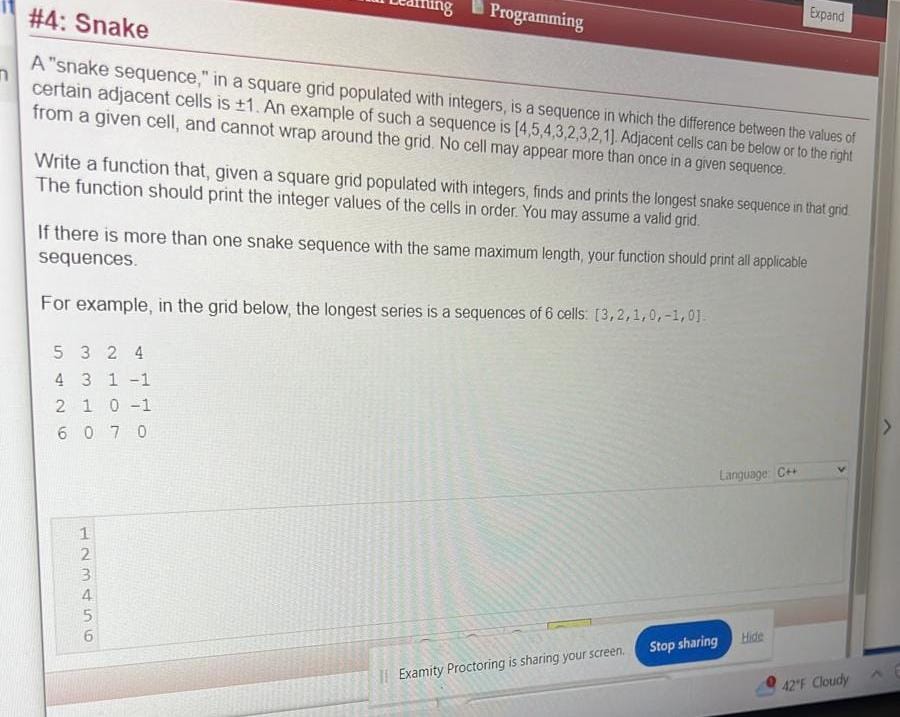 Programming
Expand
#4: Snake
A "snake sequence," in a square grid populated with integers, is a sequence in which the difference between the values of
certain adjacent cells is ±1. An example of such a sequence is [4,5,4,3,2,3,2,1]. Adjacent cells can be below or to the right
from a given cell, and cannot wrap around the grid. No cell may appear more than once in a given sequence.
Write a function that, given a square grid populated with integers, finds and prints the longest snake sequence in that grid.
The function should print the integer values of the cells in order. You may assume a valid grid.
If there is more than one snake sequence with the same maximum length, your function should print all applicable
sequences.
For example, in the grid below, the longest series is a sequences of 6 cells: [3,2,1,0,-1,0].
5 3 2 4
4 3 1 -1
2 1 0 -1
6 0 7 0
Language: C++
1
2
3
4
5
6
Examity Proctoring is sharing your screen.
Stop sharing
Hide
42°F Cloudy